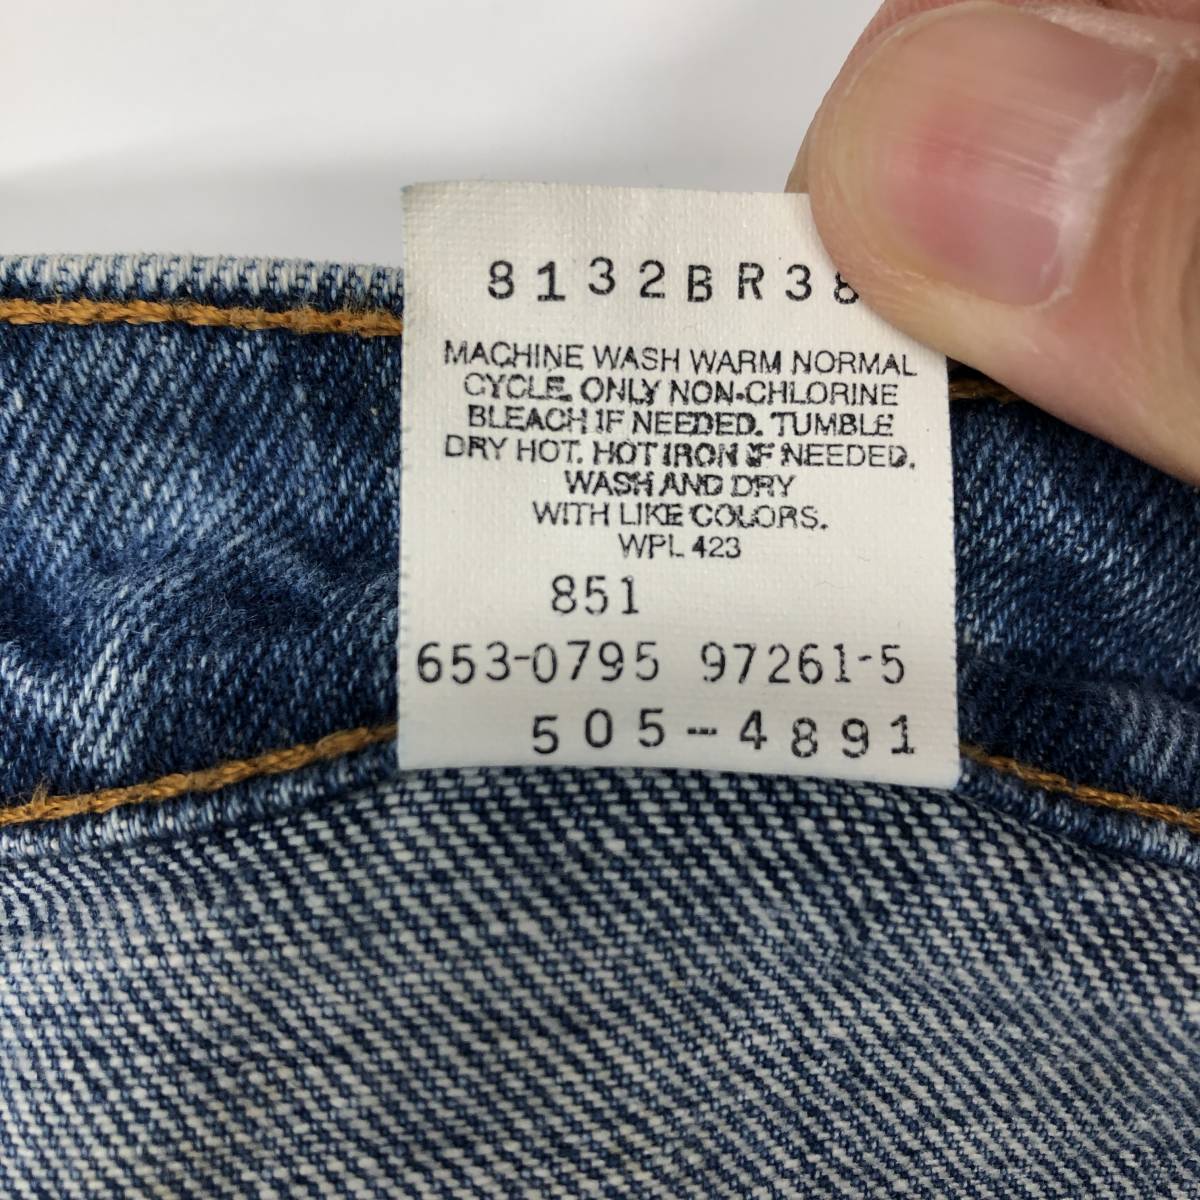 8132BR38
MACHINE WASH WARM NORMAL
CYCLE. ONLY NON-CHLORINE
BLEACH IF NEEDED. TUMBLE
DRY HOT. HOT IRON IF NEEDED.
WASH AND DRY
WITH LIKE COLORS.
WPL 423
851
653-0795 97261-5
505-4891